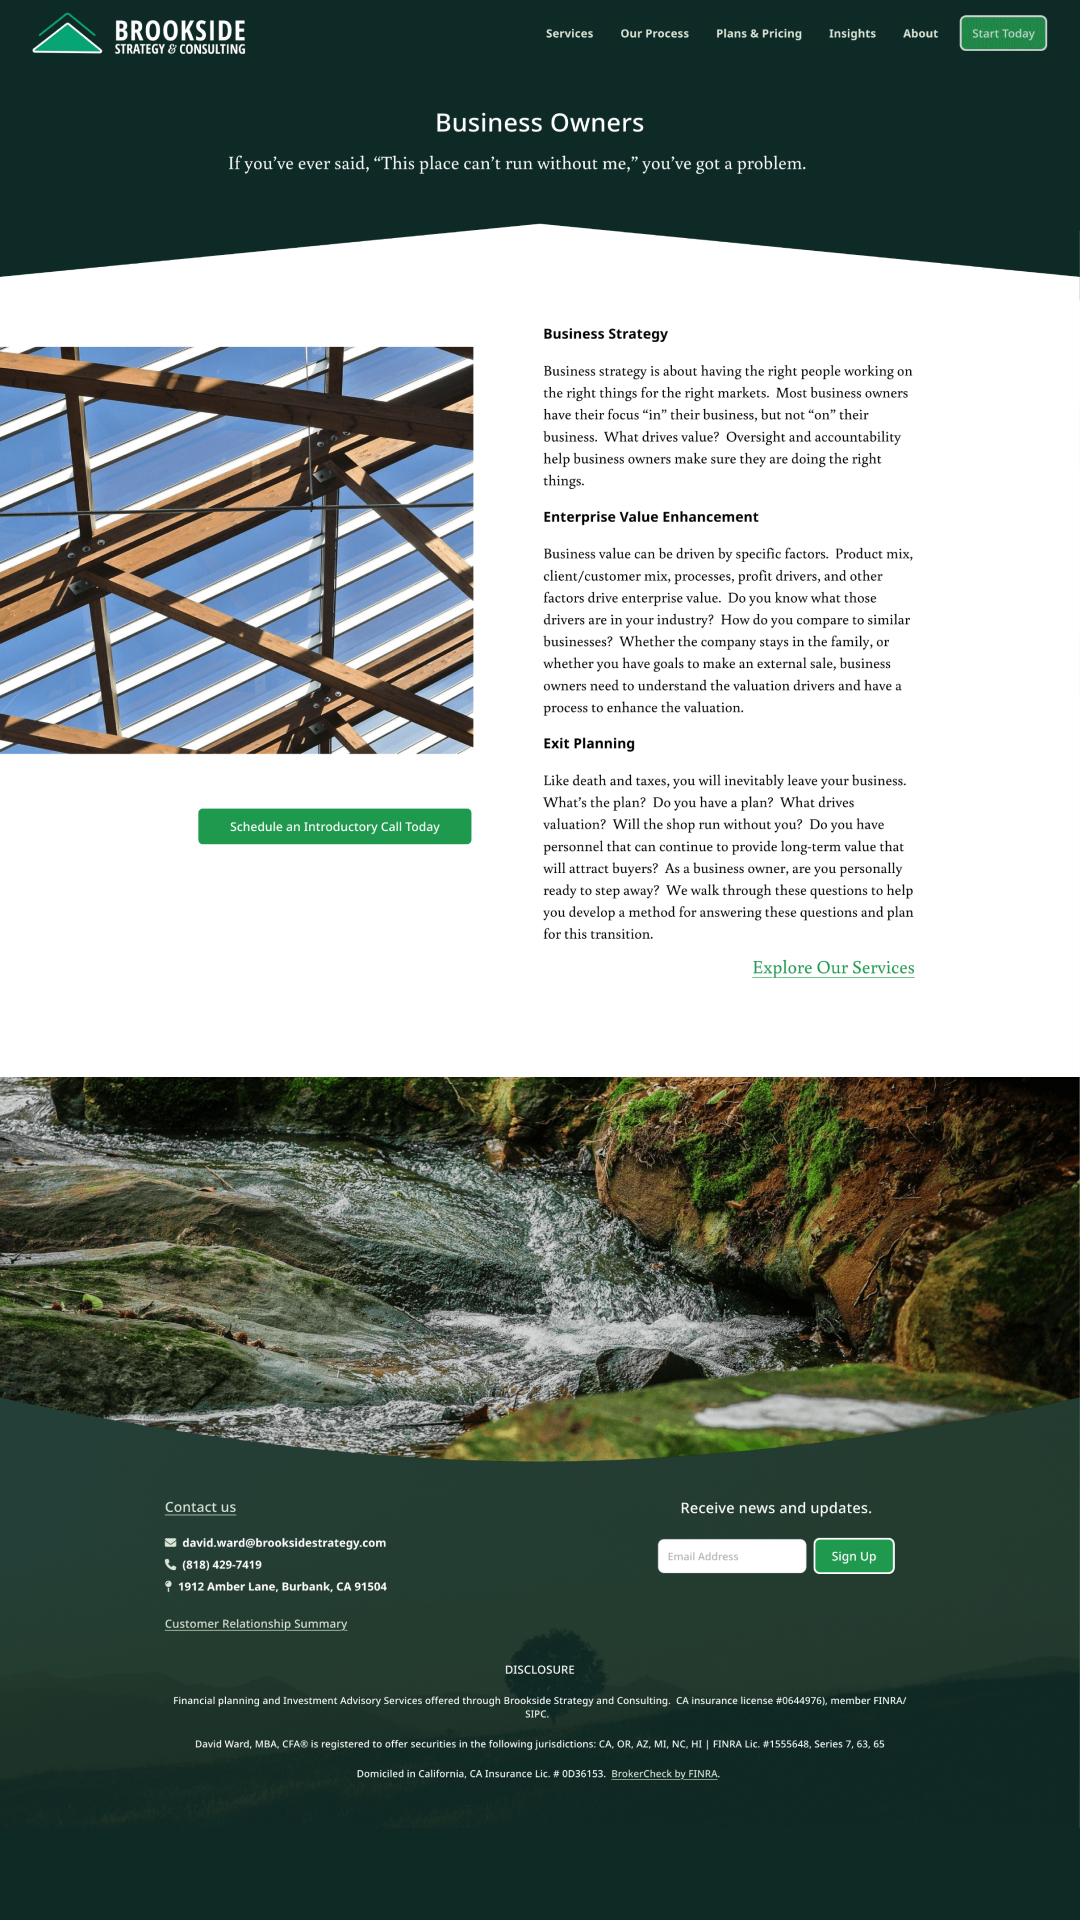 BROOKSIDE
STRATEGY & CONSULTING
Services
Our Process
Plans & Pricing
Insights
About
Start Today
Business Owners
If you’ve ever said, “This place can’t run without me,” you’ve got a problem.
Business Strategy
Business strategy is about having the right people working on
the right things for the right markets.  Most business owners
have their focus “in” their business, but not “on” their
business.  What drives value?  Oversight and accountability
help business owners make sure they are doing the right
things.
Enterprise Value Enhancement
Business value can be driven by specific factors.  Product mix,
client/customer mix, processes, profit drivers, and other
factors drive enterprise value.  Do you know what those
drivers are in your industry?  How do you compare to similar
businesses?  Whether the company stays in the family, or
whether you have goals to make an external sale, business
owners need to understand the valuation drivers and have a
process to enhance the valuation.
Exit Planning
Like death and taxes, you will inevitably leave your business.
What’s the plan?  Do you have a plan?  What drives
valuation?  Will the shop run without you?  Do you have
personnel that can continue to provide long-term value that
will attract buyers?  As a business owner, are you personally
ready to step away?  We walk through these questions to help
you develop a method for answering these questions and plan
for this transition.
Explore Our Services
Schedule an Introductory Call Today
Contact us
david.ward@brooksidestrategy.com
(818) 429-7419
1912 Amber Lane, Burbank, CA 91504
Customer Relationship Summary
Receive news and updates.
Email Address
Sign Up
DISCLOSURE
Financial planning and Investment Advisory Services offered through Brookside Strategy and Consulting.  CA insurance license #0644976), member FINRA/
SIPC.
David Ward, MBA, CFA® is registered to offer securities in the following jurisdictions: CA, OR, AZ, MI, NC, HI | FINRA Lic. #1555648, Series 7, 63, 65
Domiciled in California, CA Insurance Lic. # 0D36153.  BrokerCheck by FINRA.